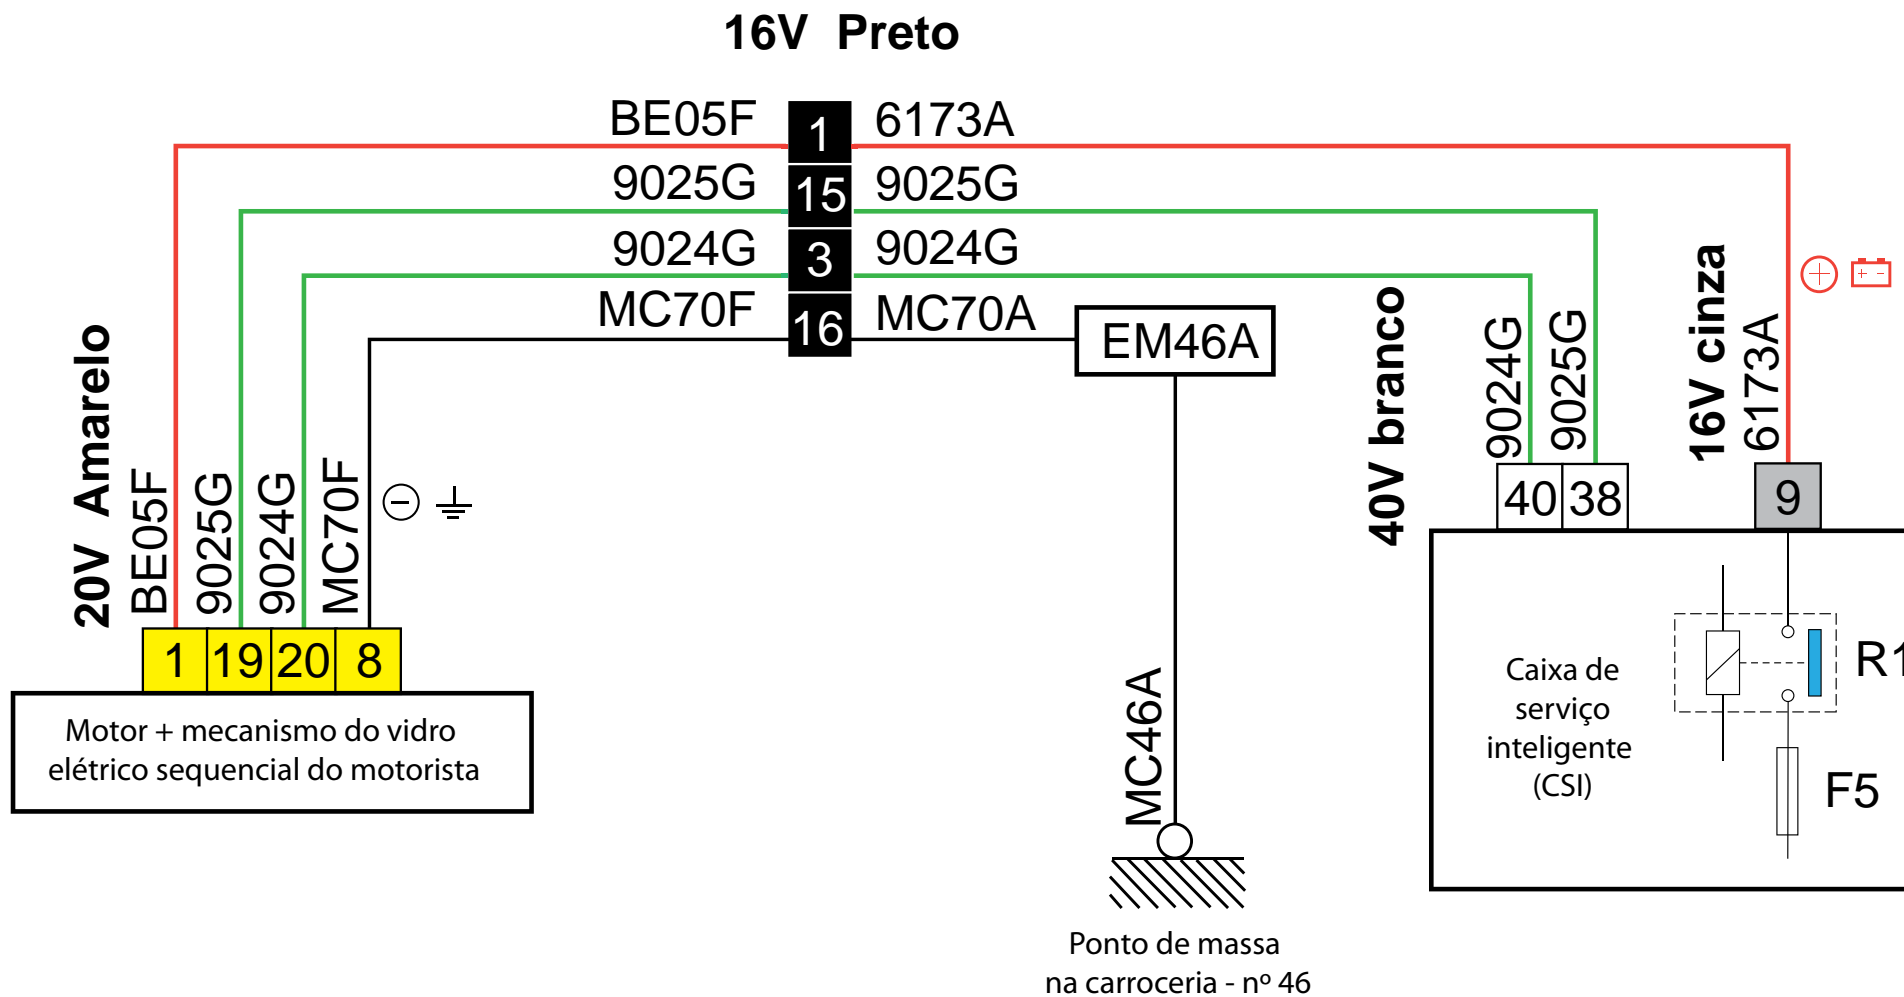 16V Preto
BE05F 1 6173A
9025G 15 9025G
9024G 3 9024G
MC70F 16 MC70A
EM46A
20V Amarelo
BE05F
9025G
9024G
MC70F
1 19 20 8
Motor + mecanismo do vidro
elétrico sequencial do motorista
MC46A
Ponto de massa
na carroceria - nº 46
40V branco
9024G
9025G
16V cinza
6173A
40 38 9
Caixa de
serviço
inteligente
(CSI)
R1
F5